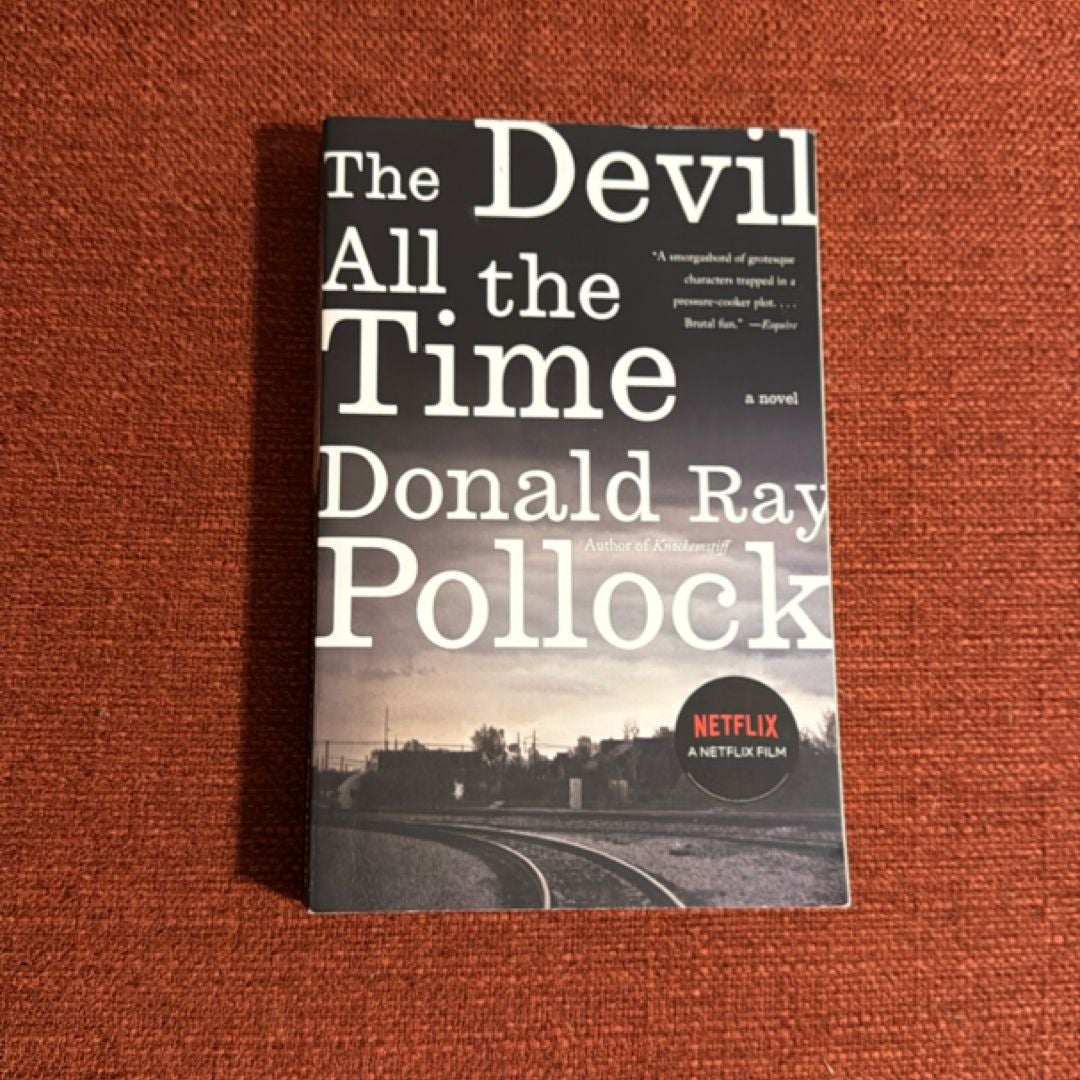 The Devil
All the
Time
"A smorgasbord of grotesque
characters trapped in a
pressure-cooker plot. . . .
Brutal fun." —Esquire
a novel
Donald Ray
Author of Knockemstiff
Pollock
NETFLIX
A NETFLIX FILM